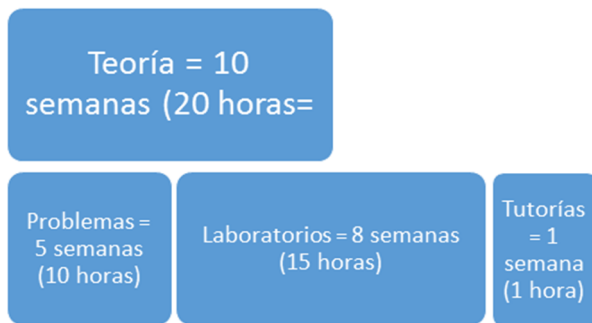 Teoría = 10
semanas (20 horas=
Problemas =
5 semanas
(10 horas)
Laboratorios = 8 semanas
(15 horas)
Tutorías
= 1
semana
(1 hora)